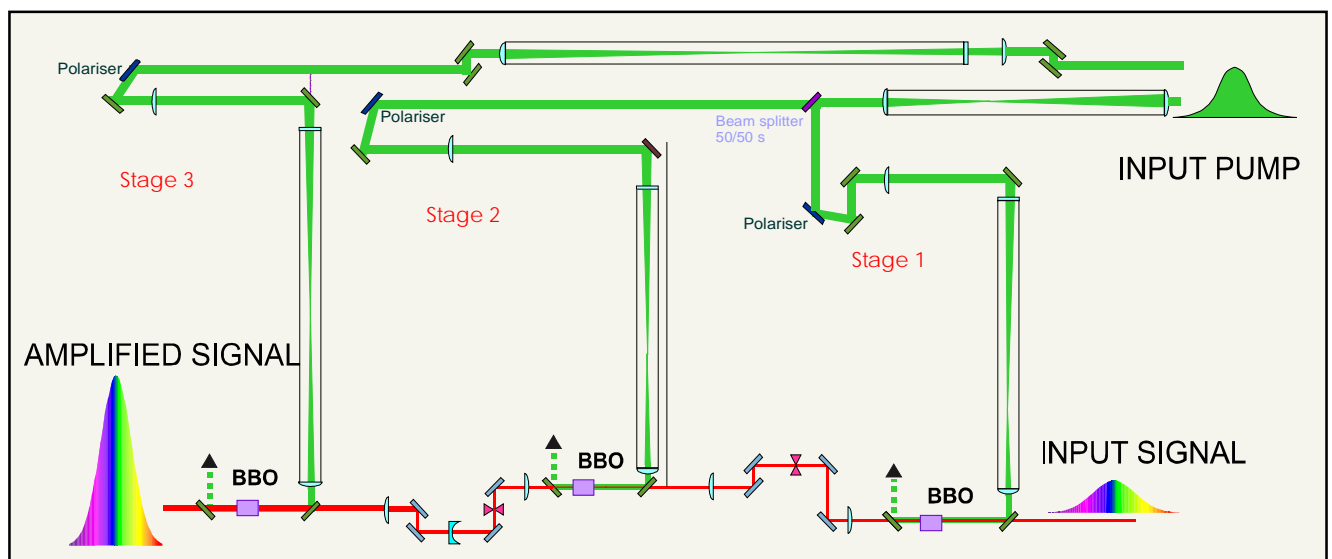 Polariser
Polariser
Beam splitter
50/50 s
INPUT PUMP
Stage 3
Stage 2
Polariser
Stage 1
AMPLIFIED SIGNAL
INPUT SIGNAL
BBO
BBO
BBO